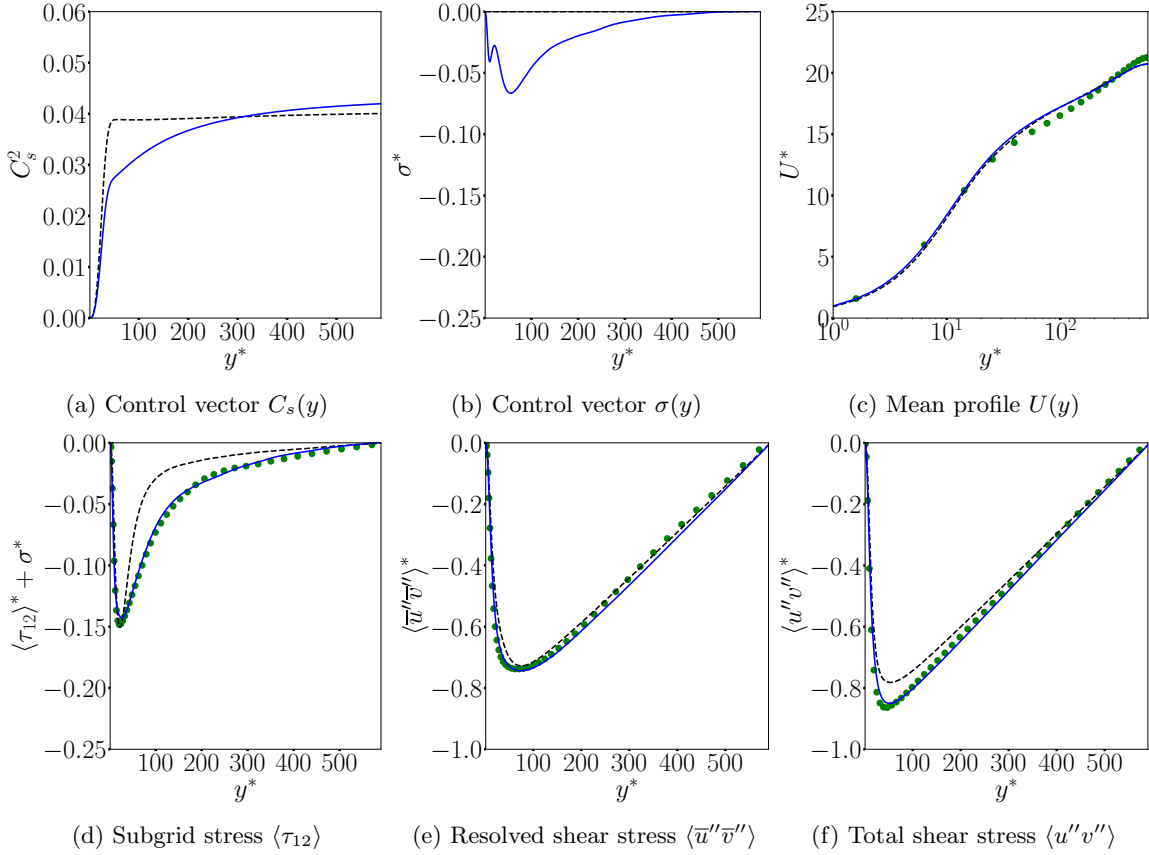 0.06
0.05
0.04
0.03
0.02
0.01
0.00
C_s^2
100 200 300 400 500
y*
(a) Control vector C_s(y)
0.00
−0.05
−0.10
−0.15
−0.20
−0.25
σ*
100 200 300 400 500
y*
(b) Control vector σ(y)
25
20
15
10
5
0
U*
10^0 10^1 10^2
y*
(c) Mean profile U(y)
0.00
−0.05
−0.10
−0.15
−0.20
−0.25
⟨τ_12⟩* + σ*
100 200 300 400 500
y*
(d) Subgrid stress ⟨τ_12⟩
0.0
−0.2
−0.4
−0.6
−0.8
−1.0
⟨u̅''v̅''⟩*
100 200 300 400 500
y*
(e) Resolved shear stress ⟨u̅''v̅''⟩
0.0
−0.2
−0.4
−0.6
−0.8
−1.0
⟨u''v''⟩*
100 200 300 400 500
y*
(f) Total shear stress ⟨u''v''⟩